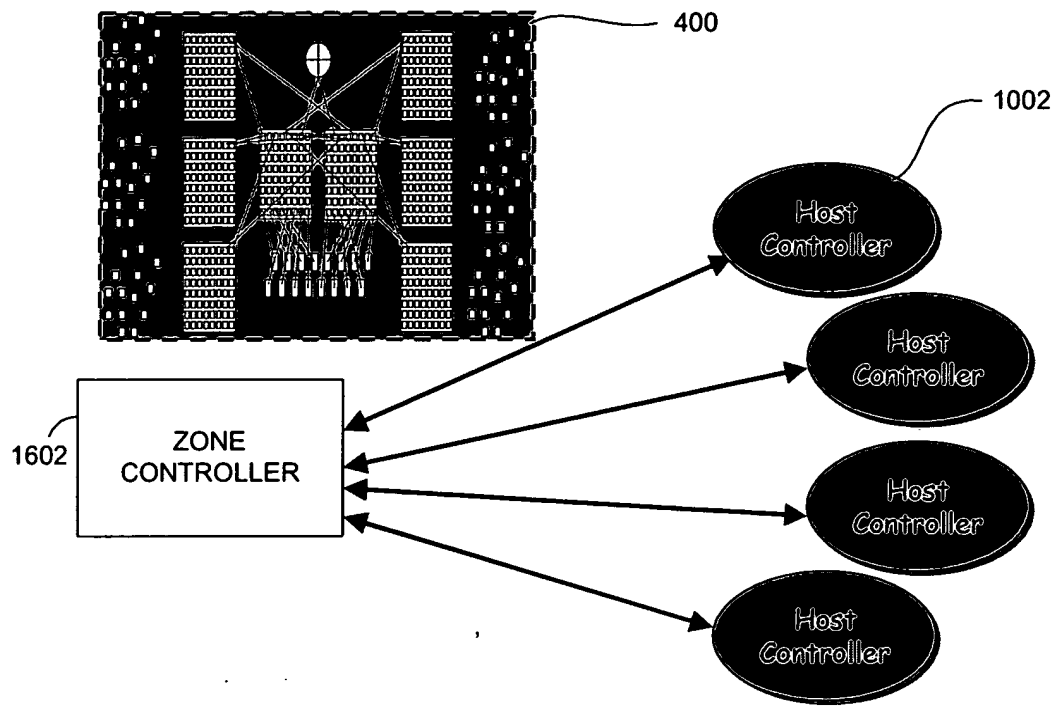 400
1002
Host
Controller
Host
Controller
ZONE
CONTROLLER
1602
Host
Controller
Host
Controller